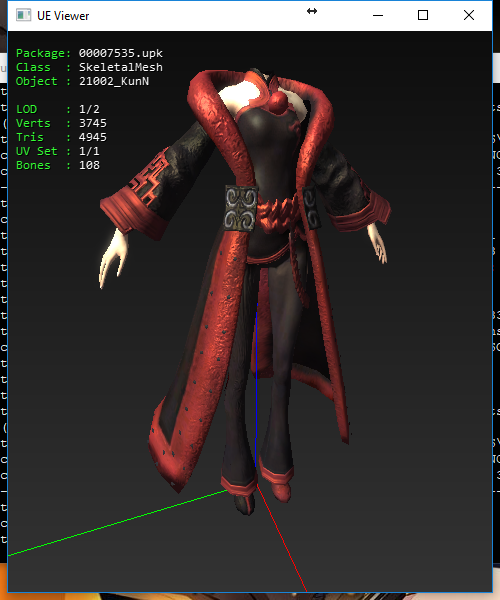 UE Viewer
Package: 00007535.upk
Class : SkeletalMesh
Object : 21002_KunN
LOD : 1/2
Verts : 3745
Tris : 4945
UV Set : 1/1
Bones : 108